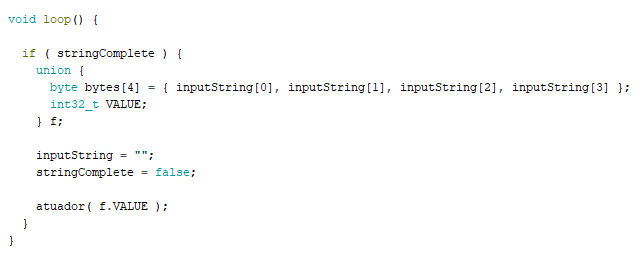 void loop() {
if ( stringComplete ) {
union {
byte bytes[4] = { inputString[0], inputString[1], inputString[2], inputString[3] };
int32_t VALUE;
} f;
inputString = "";
stringComplete = false;
atuador( f.VALUE );
}
}